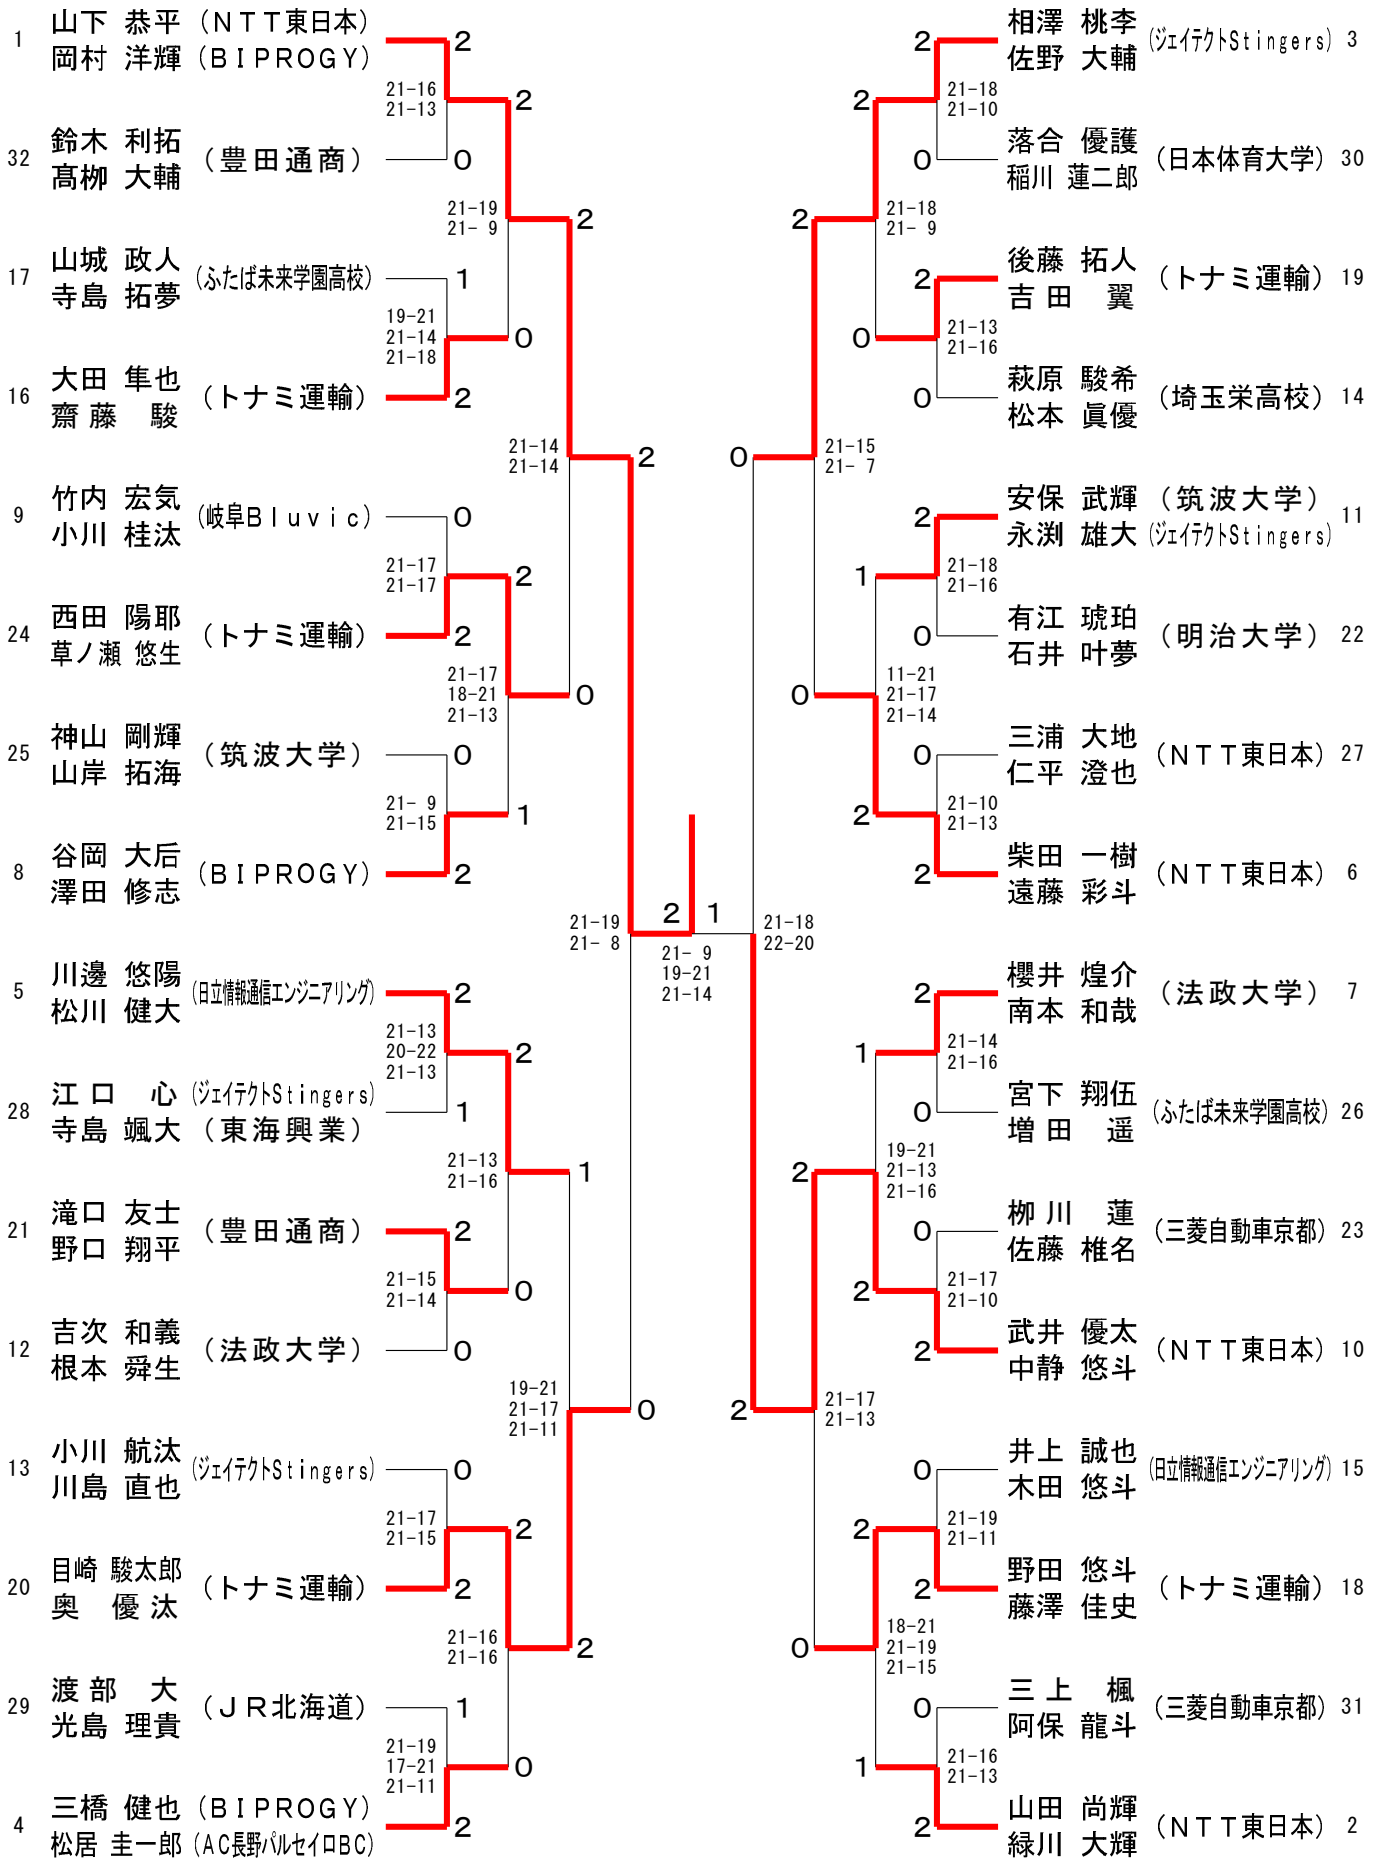 1 山下 恭平 (ＮＴＴ東日本)
岡村 洋輝 (ＢＩＰＲＯＧＹ)
2
21-16
21-13
2
32 鈴木 利拓
髙栁 大輔 (豊田通商)
0
21-19
21- 9
2
17 山城 政人
寺島 拓夢 (ふたば未来学園高校)
1
19-21
21-14
21-18
0
16 大田 隼也
齋藤 駿 (トナミ運輸)
2
21-14
21-14
2
9 竹内 宏気
小川 桂汰 (岐阜Ｂｌｕｖｉｃ)
0
21-17
21-17
2
24 西田 陽耶
草ノ瀬 悠生 (トナミ運輸)
2
21-17
18-21
21-13
0
25 神山 剛輝
山岸 拓海 (筑波大学)
0
21- 9
21-15
1
8 谷岡 大后
澤田 修志 (ＢＩＰＲＯＧＹ)
2
21-19
21- 8
5 川邊 悠陽
松川 健大 (日立情報通信エンジニアリング)
2
21-13
20-22
21-13
2
28 江口 心 (ジェイテクトStingers)
寺島 颯大 (東海興業)
1
21-13
21-16
1
21 滝口 友士
野口 翔平 (豊田通商)
2
21-15
21-14
0
12 吉次 和義
根本 舜生 (法政大学)
0
19-21
21-17
21-11
0
13 小川 航汰
川島 直也 (ジェイテクトStingers)
0
21-17
21-15
2
20 目崎 駿太郎
奥 優汰 (トナミ運輸)
2
21-16
21-16
2
29 渡部 大
光島 理貴 (ＪＲ北海道)
1
21-19
17-21
21-11
0
4 三橋 健也 (ＢＩＰＲＯＧＹ)
松居 圭一郎 (ＡＣ長野パルセイロＢＣ)
2
2 1
21- 9
19-21
21-14
相澤 桃李
佐野 大輔 (ジェイテクトStingers) 3
2
21-18
21-10
2
落合 優護
稲川 蓮二郎 (日本体育大学) 30
0
21-18
21- 9
2
後藤 拓人
吉田 翼 (トナミ運輸) 19
2
21-13
21-16
0
萩原 駿希
松本 眞優 (埼玉栄高校) 14
0
21-15
21- 7
0
安保 武輝 (筑波大学)
永渕 雄大 (ジェイテクトStingers) 11
2
21-18
21-16
1
有江 琥珀
石井 叶夢 (明治大学) 22
0
11-21
21-17
21-14
0
三浦 大地
仁平 澄也 (ＮＴＴ東日本) 27
0
21-10
21-13
2
柴田 一樹
遠藤 彩斗 (ＮＴＴ東日本) 6
2
21-18
22-20
櫻井 煌介
南本 和哉 (法政大学) 7
2
21-14
21-16
1
宮下 翔伍
増田 遥 (ふたば未来学園高校) 26
0
19-21
21-13
21-16
2
栁川 蓮
佐藤 椎名 (三菱自動車京都) 23
0
21-17
21-10
2
武井 優太
中静 悠斗 (ＮＴＴ東日本) 10
2
21-17
21-13
2
井上 誠也
木田 悠斗 (日立情報通信エンジニアリング) 15
0
21-19
21-11
2
野田 悠斗
藤澤 佳史 (トナミ運輸) 18
2
18-21
21-19
21-15
0
三上 楓
阿保 龍斗 (三菱自動車京都) 31
0
21-16
21-13
1
山田 尚輝
緑川 大輝 (ＮＴＴ東日本) 2
2